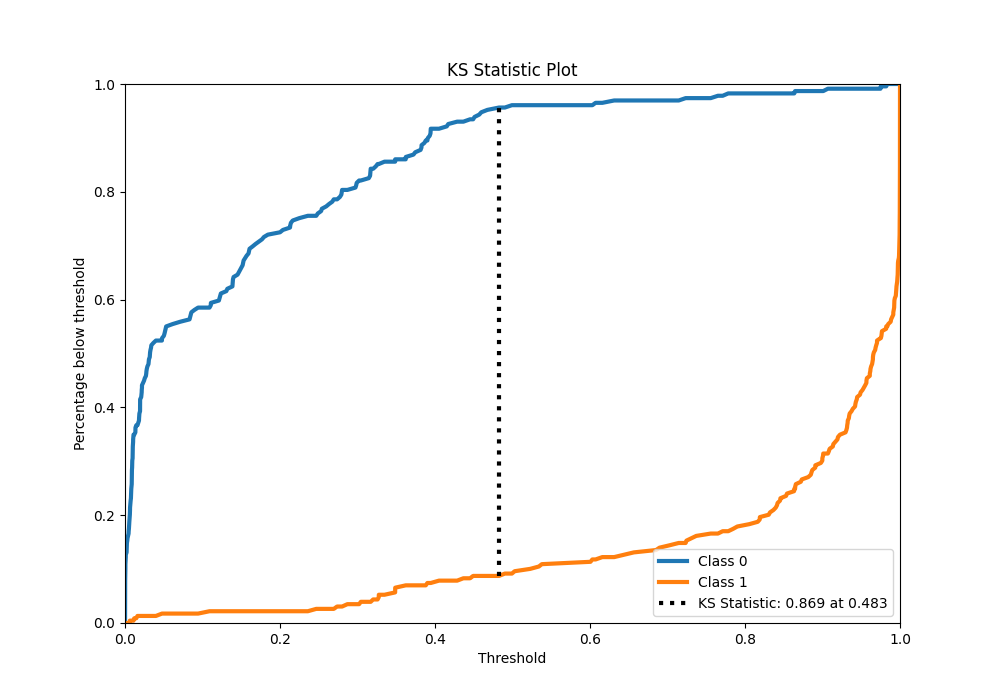 KS Statistic Plot
1.0
0.8
0.6
0.4
0.2
0.0
Percentage below threshold
0.0 0.2 0.4 0.6 0.8 1.0
Threshold
Class 0
Class 1
KS Statistic: 0.869 at 0.483